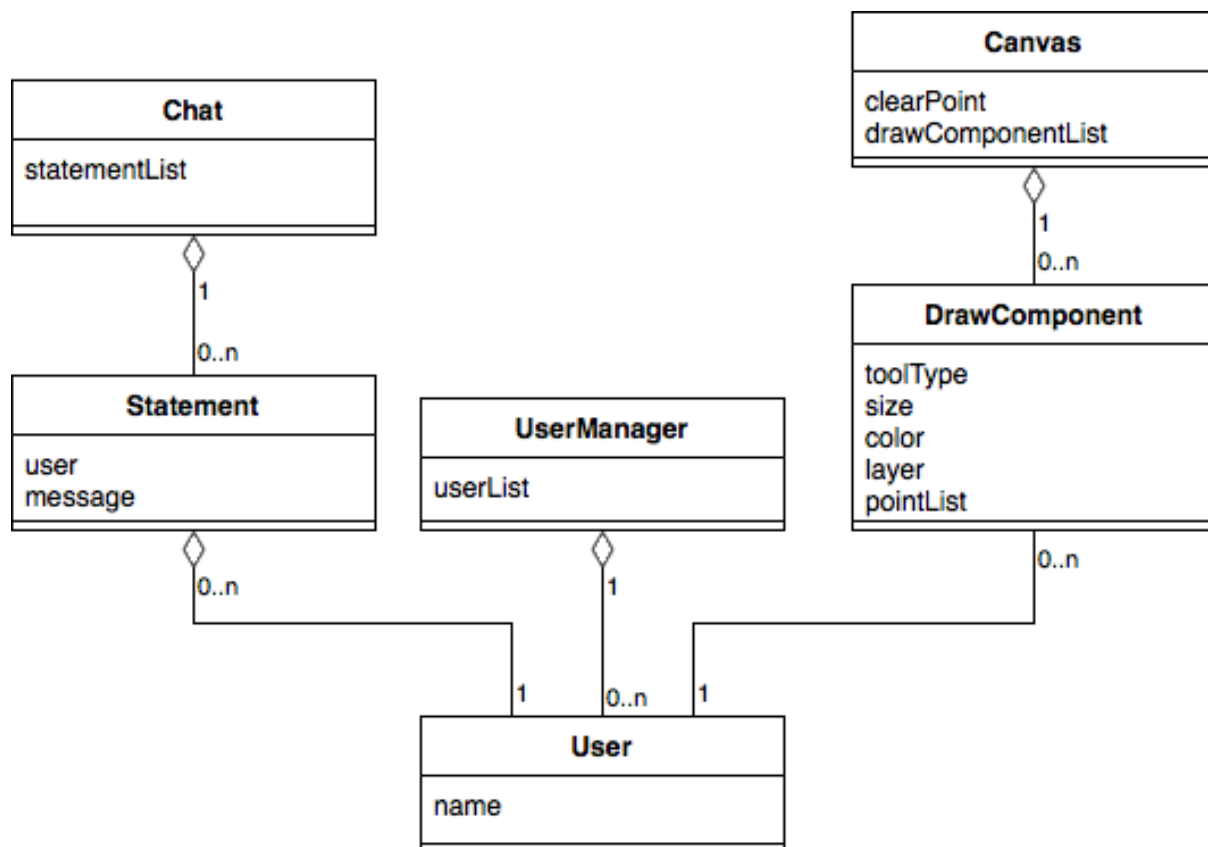 Canvas
clearPoint
drawComponentList
1
0..n
Chat
statementList
1
0..n
DrawComponent
toolType
size
color
layer
pointList
0..n
1
Statement
user
message
0..n
1
UserManager
userList
1
0..n
User
name